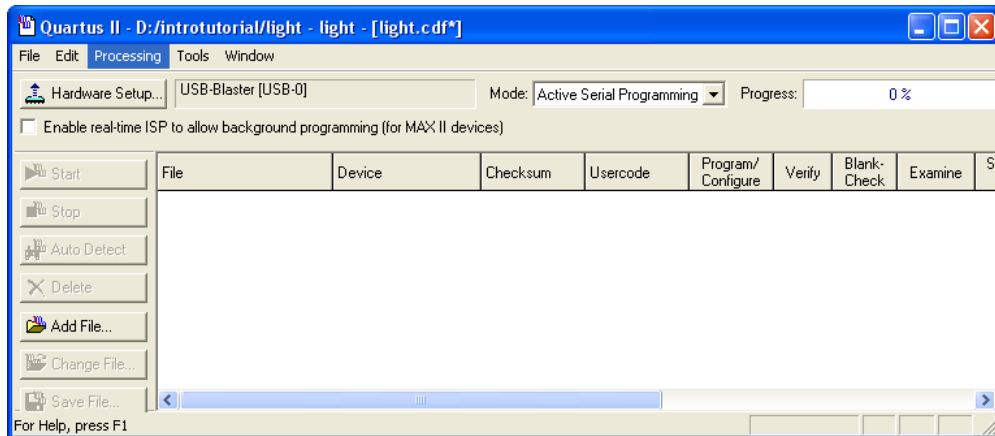 Quartus II - D:/introtutorial/light - light - [light.cdf*]
File Edit Processing Tools Window
Hardware Setup... USB-Blaster [USB-0] Mode: Active Serial Programming Progress: 0 %
Enable real-time ISP to allow background programming (for MAX II devices)
File Device Checksum Usercode Program/ Configure Verify Blank- Check Examine S
Start
Stop
Auto Detect
Delete
Add File...
Change File...
Save File...
For Help, press F1